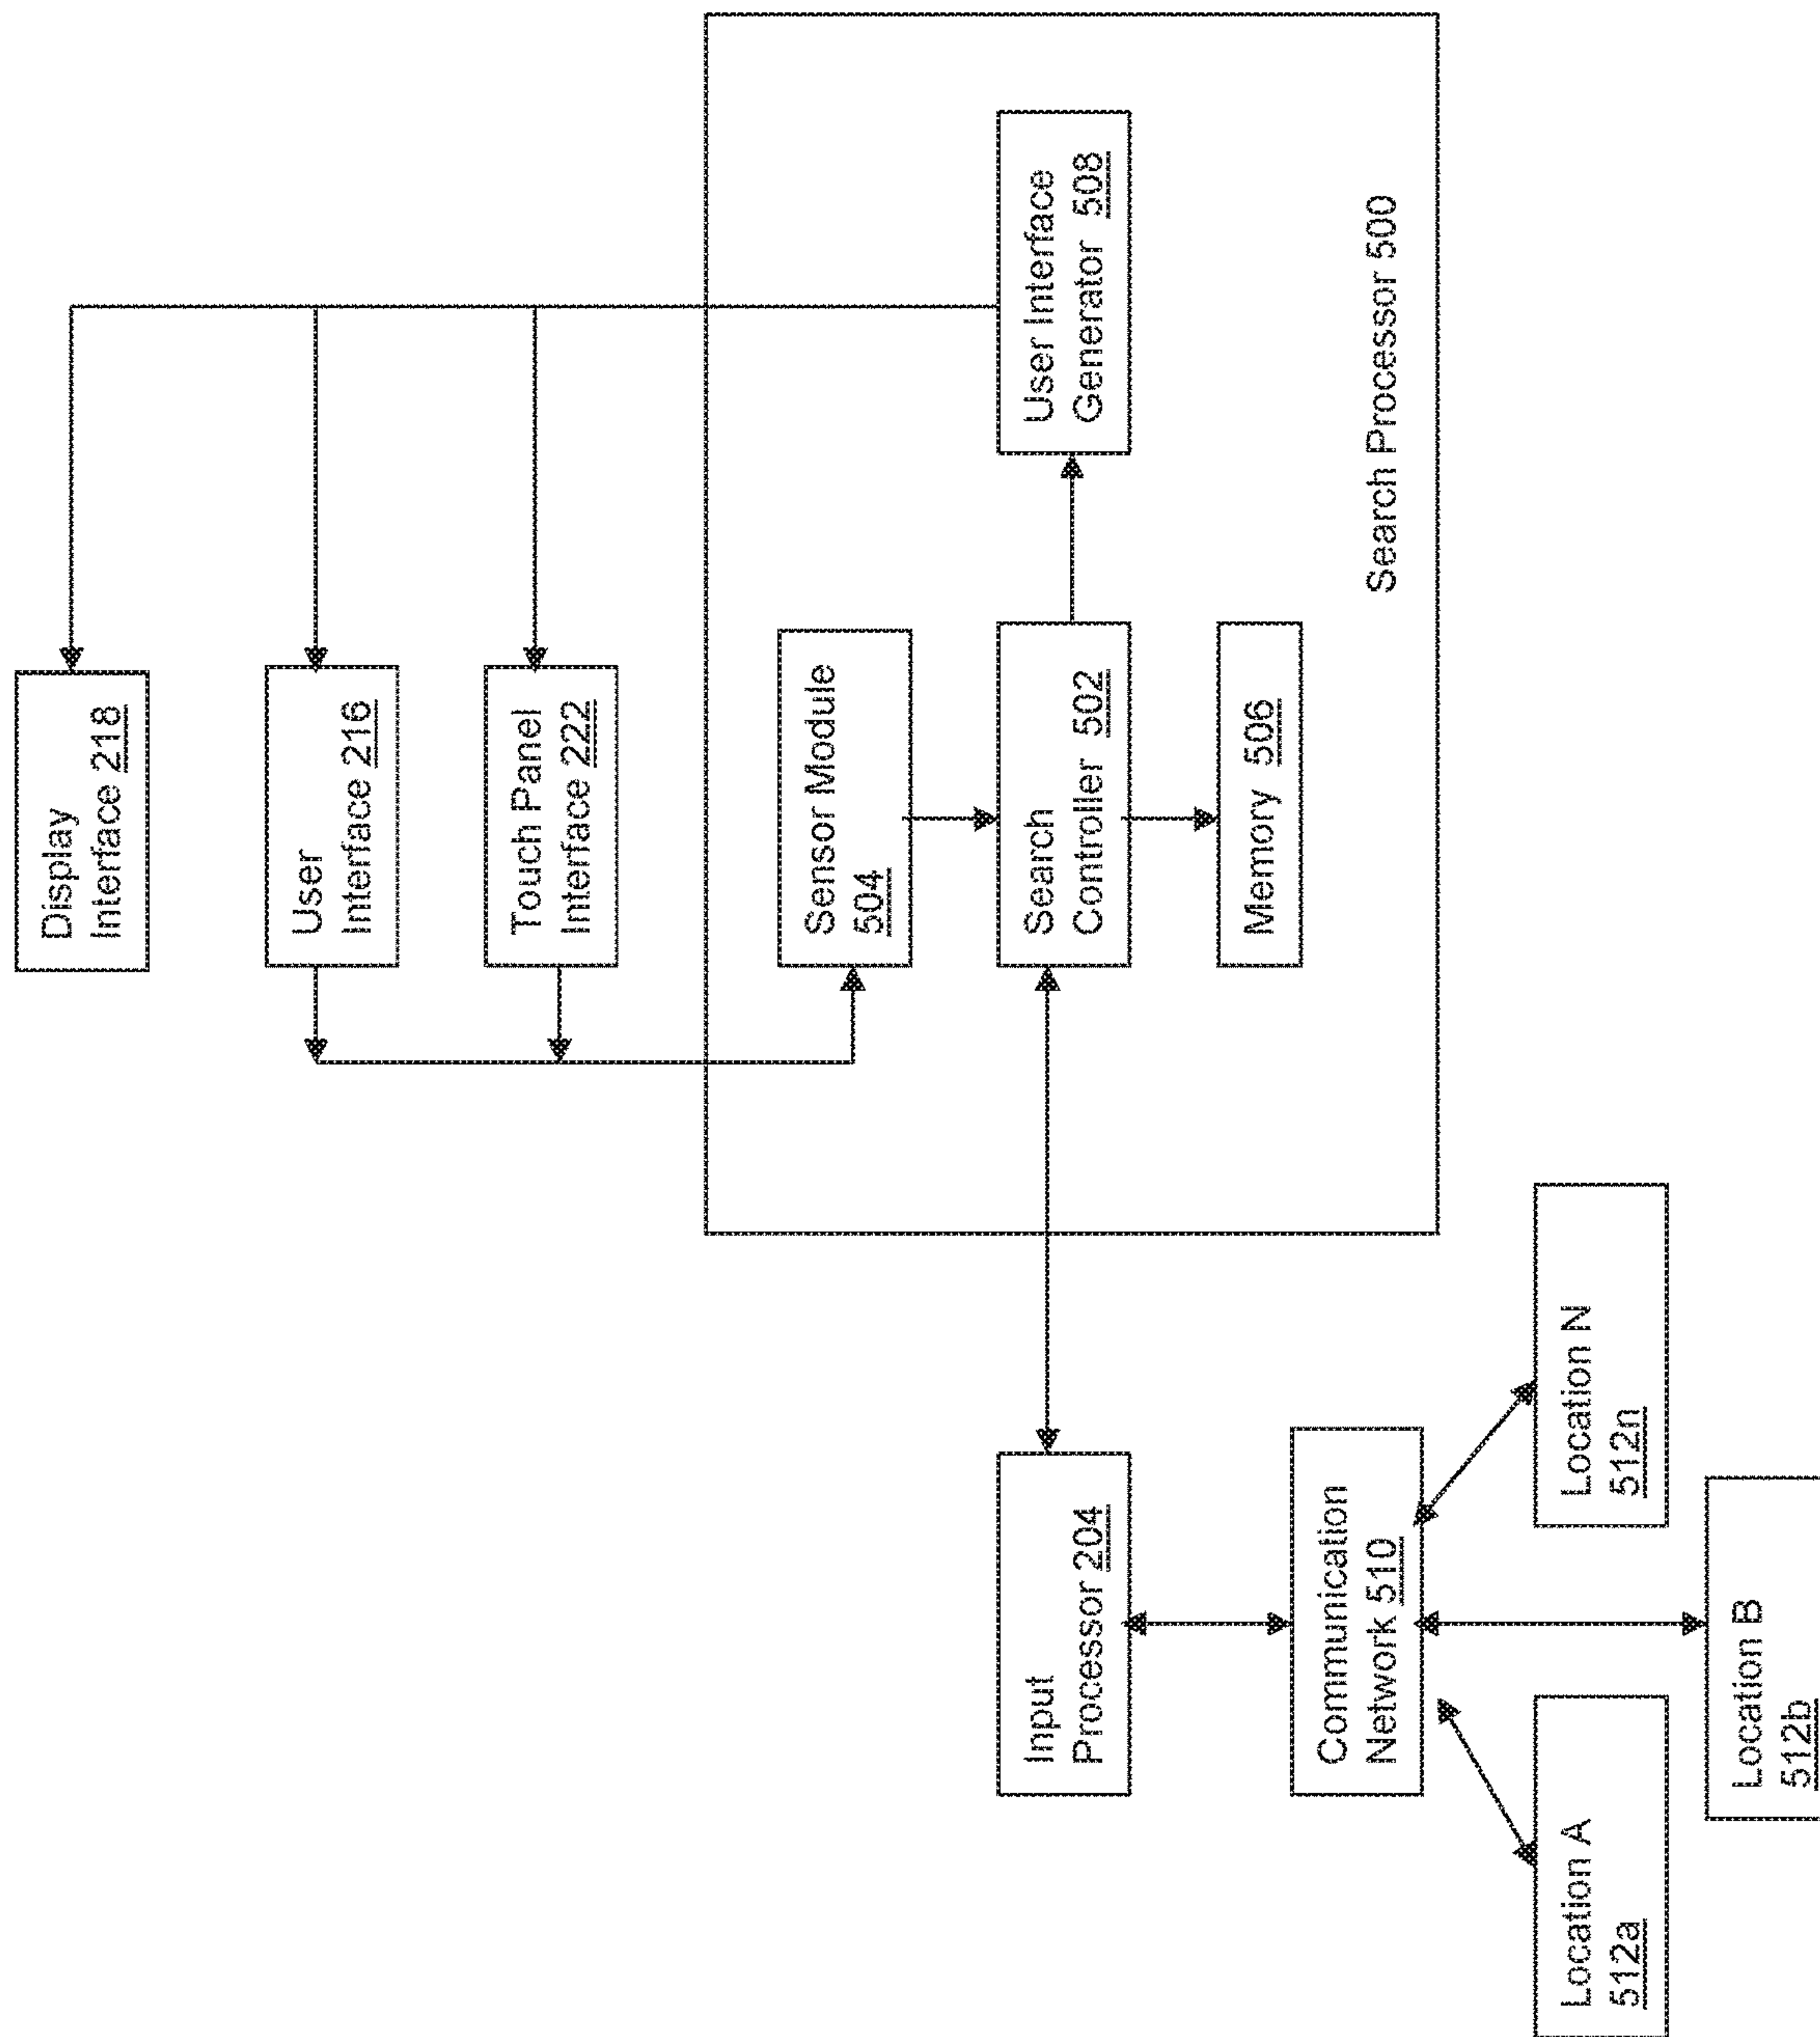 Display
Interface 218
User
Interface 216
Touch Panel
Interface 222
Sensor Module
504
Search
Controller 502
User Interface
Generator 508
Memory 506
Search Processor 500
Input
Processor 204
Communication
Network 510
Location A
512a
Location B
512b
Location N
512n